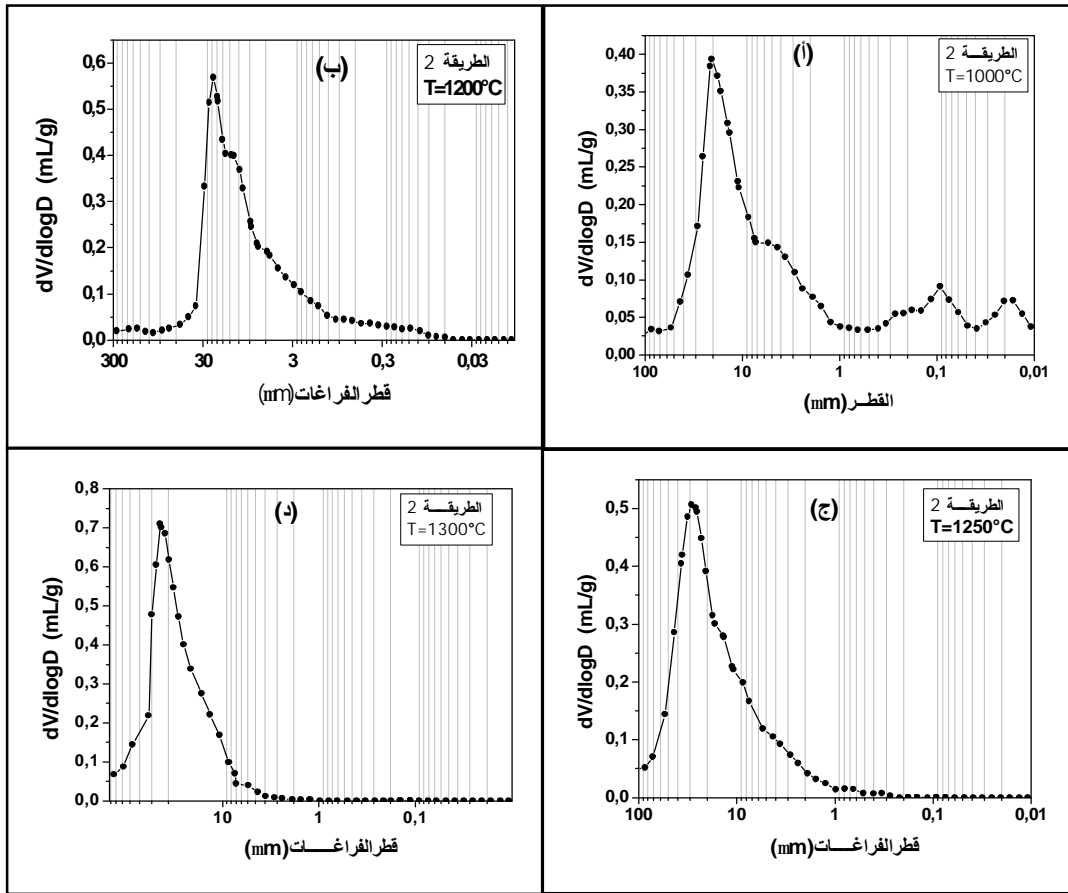 (أ)
الطريقـــة 2
T=1000°C
dV/dlogD (mL/g)
0,40
0,35
0,30
0,25
0,20
0,15
0,10
0,05
0,00
100 10 1 0,1 0,01
القطــر(mm)
(ب)
الطريقة 2
T=1200°C
dV/dlogD (mL/g)
0,6
0,5
0,4
0,3
0,2
0,1
0,0
300 30 3 0,3 0,03
قطر الفراغات(mm)
(ج)
الطريقـــة 2
T=1250°C
dV/dlogD (mL/g)
0,5
0,4
0,3
0,2
0,1
0,0
100 10 1 0,1 0,01
قطر الفراغـــــات(mm)
(د)
الطريقـــــة 2
T=1300°C
dV/dlogD (mL/g)
0,8
0,7
0,6
0,5
0,4
0,3
0,2
0,1
0,0
10 1 0,1
قطر الفراغـــــات(mm)